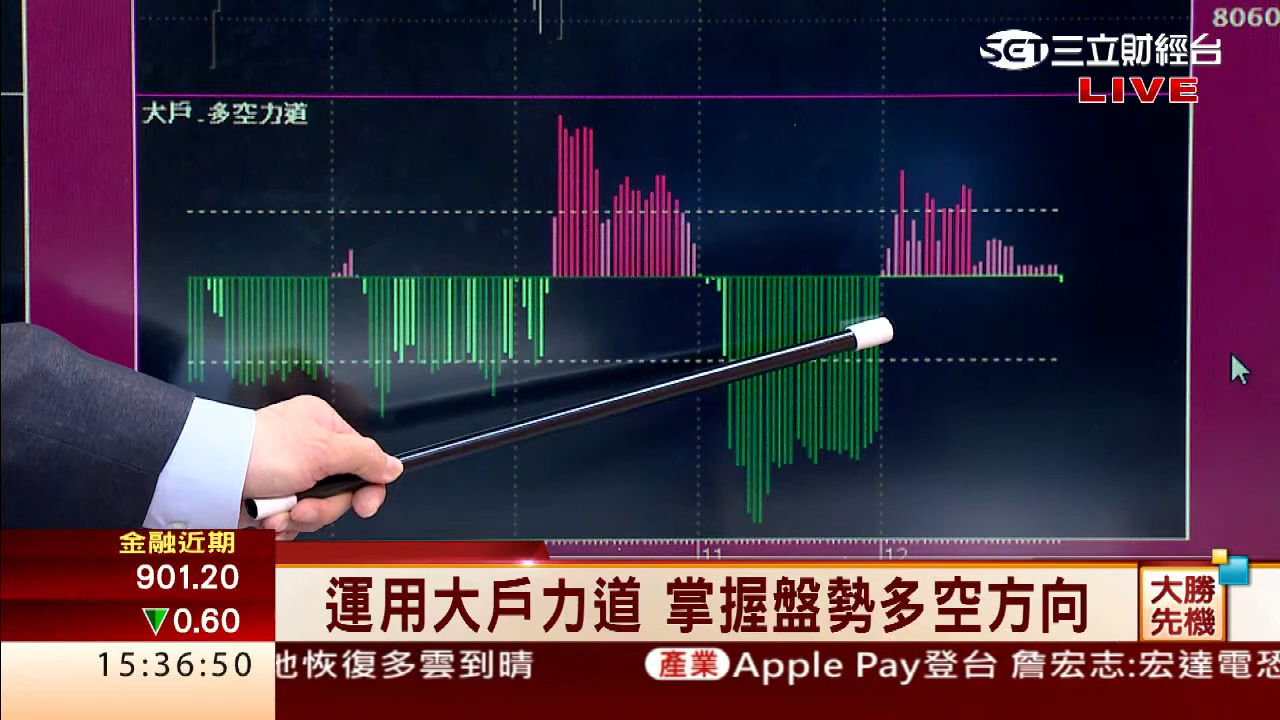 8060
SET三立財經台
LIVE
大戶-多空力道
11
12
金融近期
901.20
▼0.60
運用大戶力道 掌握盤勢多空方向
大勝
先機
15:36:50
他恢復多雲到晴 產業 Apple Pay登台 詹宏志:宏達電恐